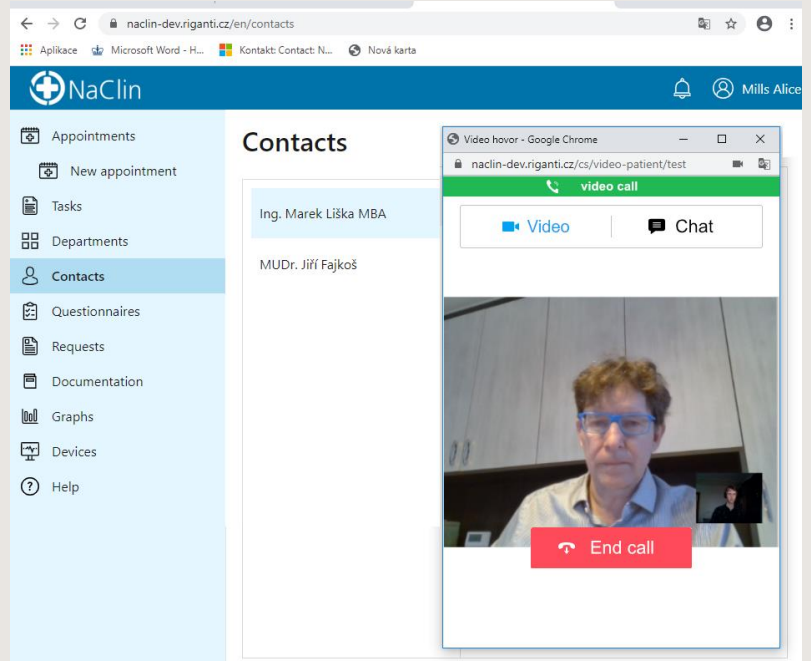 naclin-dev.riganti.cz/en/contacts
Aplikace Microsoft Word - H... Kontakt: Contact: N... Nová karta
NaClin
Mills Alice
Appointments
New appointment
Tasks
Departments
Contacts
Questionnaires
Requests
Documentation
Graphs
Devices
Help
Contacts
Ing. Marek Liška MBA
MUDr. Jiří Fajkoš
Video hovor - Google Chrome
naclin-dev.riganti.cz/cs/video-patient/test
video call
Video Chat
End call